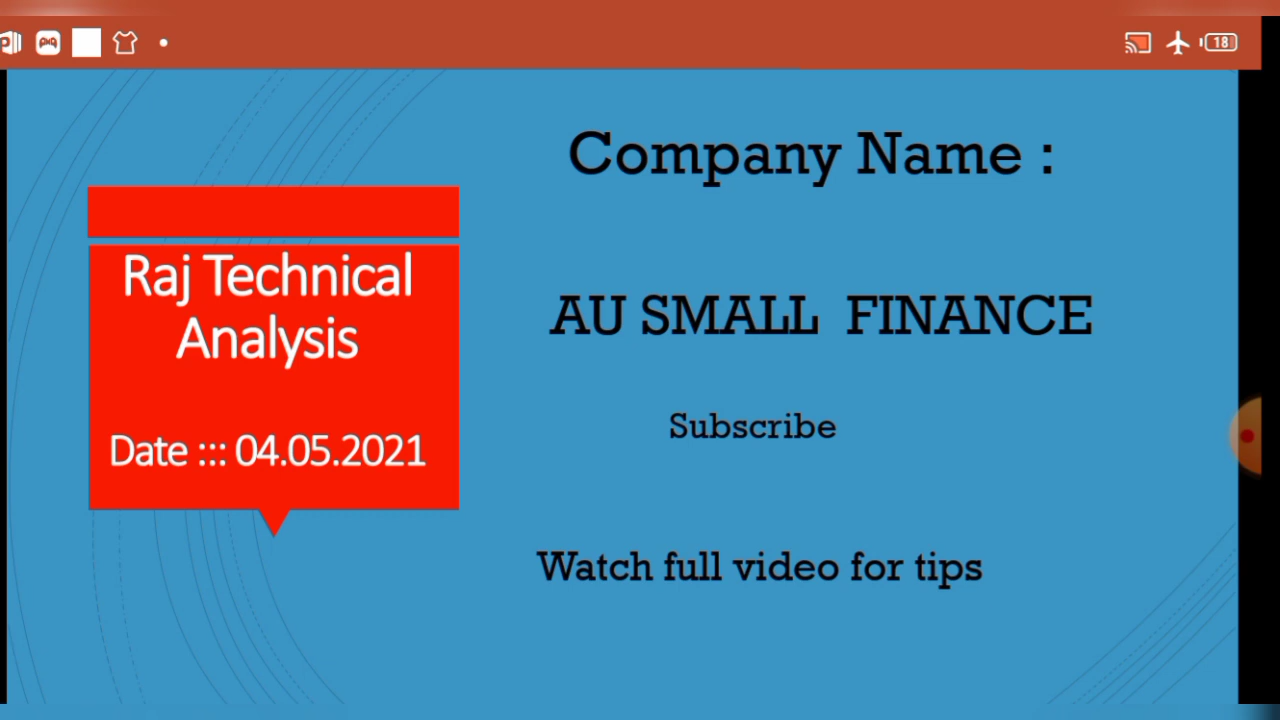 18
Company Name :
Raj Technical
Analysis
Date ::: 04.05.2021
AU SMALL FINANCE
Subscribe
Watch full video for tips